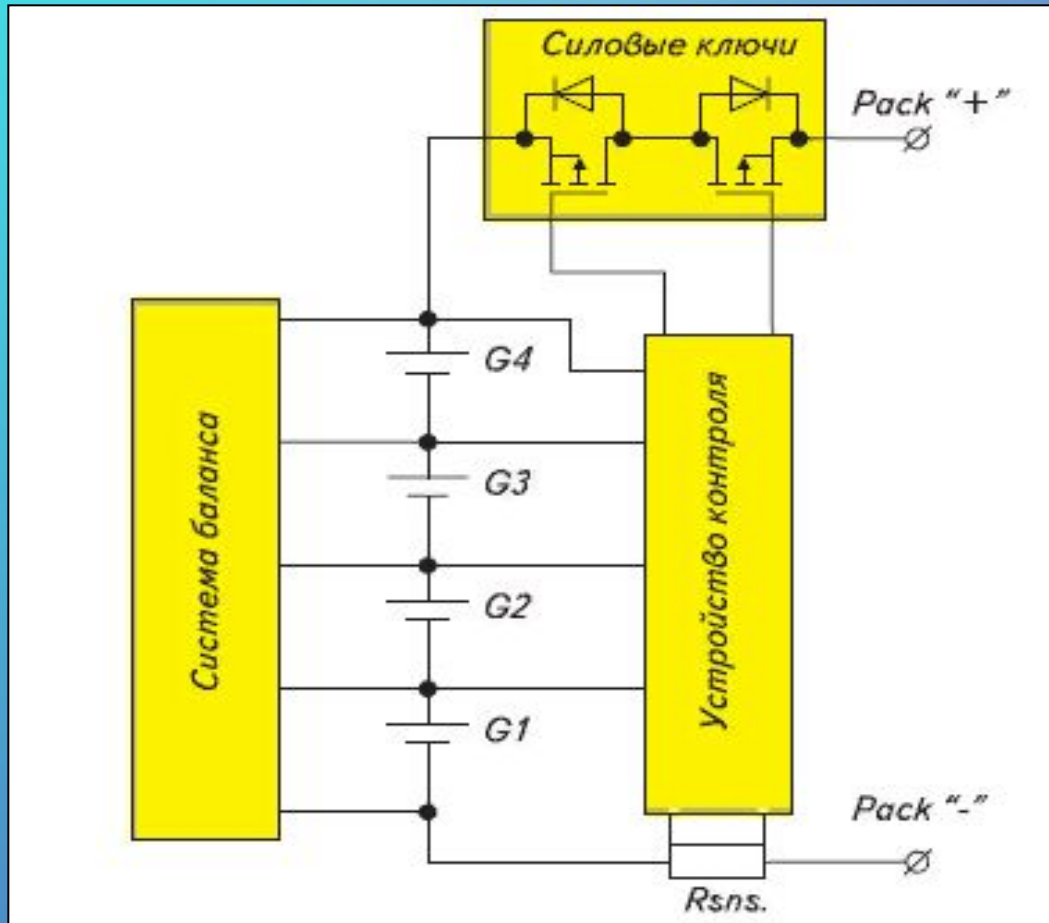 Силовые ключи
Pack “+”
G4
G3
G2
G1
Система баланса
Устройство контроля
Pack “-”
Rsns.